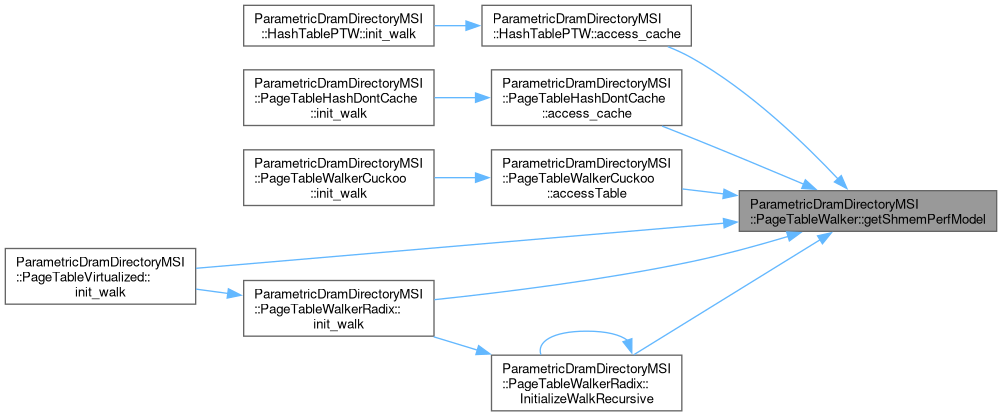 ParametricDramDirectoryMSI
::HashTablePTW::init_walk
ParametricDramDirectoryMSI
::HashTablePTW::access_cache
ParametricDramDirectoryMSI
::PageTableHashDontCache
::init_walk
ParametricDramDirectoryMSI
::PageTableHashDontCache
::access_cache
ParametricDramDirectoryMSI
::PageTableWalkerCuckoo
::init_walk
ParametricDramDirectoryMSI
::PageTableWalkerCuckoo
::accessTable
ParametricDramDirectoryMSI
::PageTableWalker::getShmemPerfModel
ParametricDramDirectoryMSI
::PageTableVirtualized::
init_walk
ParametricDramDirectoryMSI
::PageTableWalkerRadix::
init_walk
ParametricDramDirectoryMSI
::PageTableWalkerRadix::
InitializeWalkRecursive